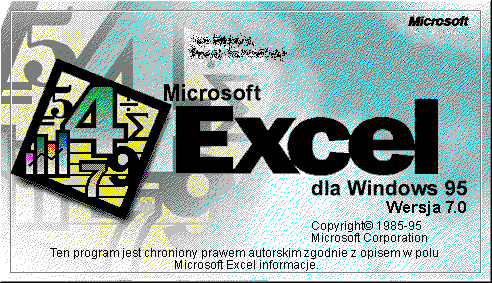 Microsoft
Microsoft
Excel
dla Windows 95
Wersja 7.0
Copyright© 1985-95
Microsoft Corporation
Ten program jest chroniony prawem autorskim zgodnie z opisem w polu
Microsoft Excel informacje.